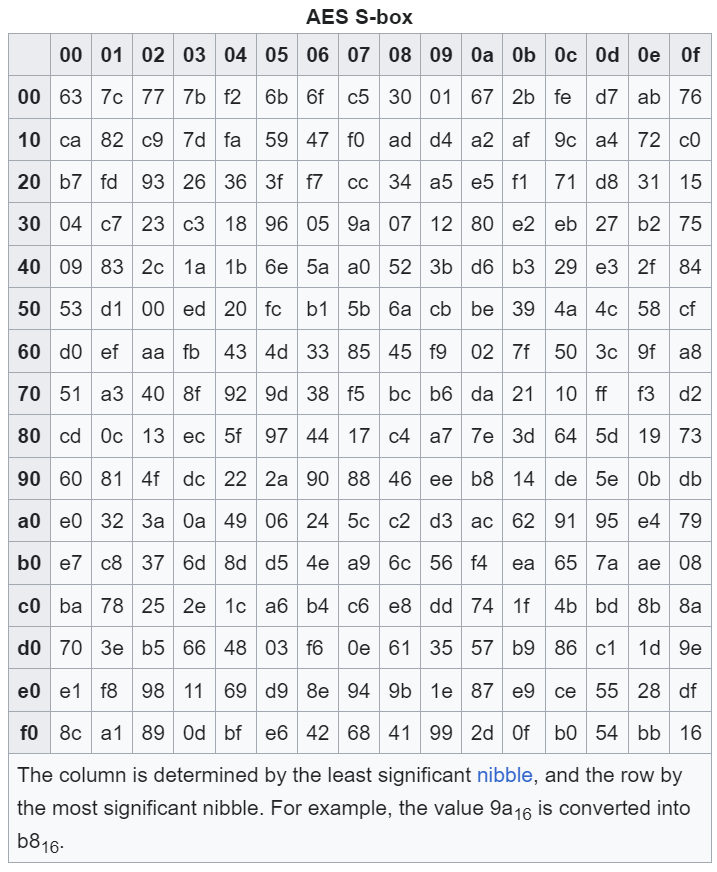 AES S-box
00 01 02 03 04 05 06 07 08 09 0a 0b 0c 0d 0e 0f
00 63 7c 77 7b f2 6b 6f c5 30 01 67 2b fe d7 ab 76
10 ca 82 c9 7d fa 59 47 f0 ad d4 a2 af 9c a4 72 c0
20 b7 fd 93 26 36 3f f7 cc 34 a5 e5 f1 71 d8 31 15
30 04 c7 23 c3 18 96 05 9a 07 12 80 e2 eb 27 b2 75
40 09 83 2c 1a 1b 6e 5a a0 52 3b d6 b3 29 e3 2f 84
50 53 d1 00 ed 20 fc b1 5b 6a cb be 39 4a 4c 58 cf
60 d0 ef aa fb 43 4d 33 85 45 f9 02 7f 50 3c 9f a8
70 51 a3 40 8f 92 9d 38 f5 bc b6 da 21 10 ff f3 d2
80 cd 0c 13 ec 5f 97 44 17 c4 a7 7e 3d 64 5d 19 73
90 60 81 4f dc 22 2a 90 88 46 ee b8 14 de 5e 0b db
a0 e0 32 3a 0a 49 06 24 5c c2 d3 ac 62 91 95 e4 79
b0 e7 c8 37 6d 8d d5 4e a9 6c 56 f4 ea 65 7a ae 08
c0 ba 78 25 2e 1c a6 b4 c6 e8 dd 74 1f 4b bd 8b 8a
d0 70 3e b5 66 48 03 f6 0e 61 35 57 b9 86 c1 1d 9e
e0 e1 f8 98 11 69 d9 8e 94 9b 1e 87 e9 ce 55 28 df
f0 8c a1 89 0d bf e6 42 68 41 99 2d 0f b0 54 bb 16
The column is determined by the least significant nibble, and the row by
the most significant nibble. For example, the value 9a16 is converted into
b816.